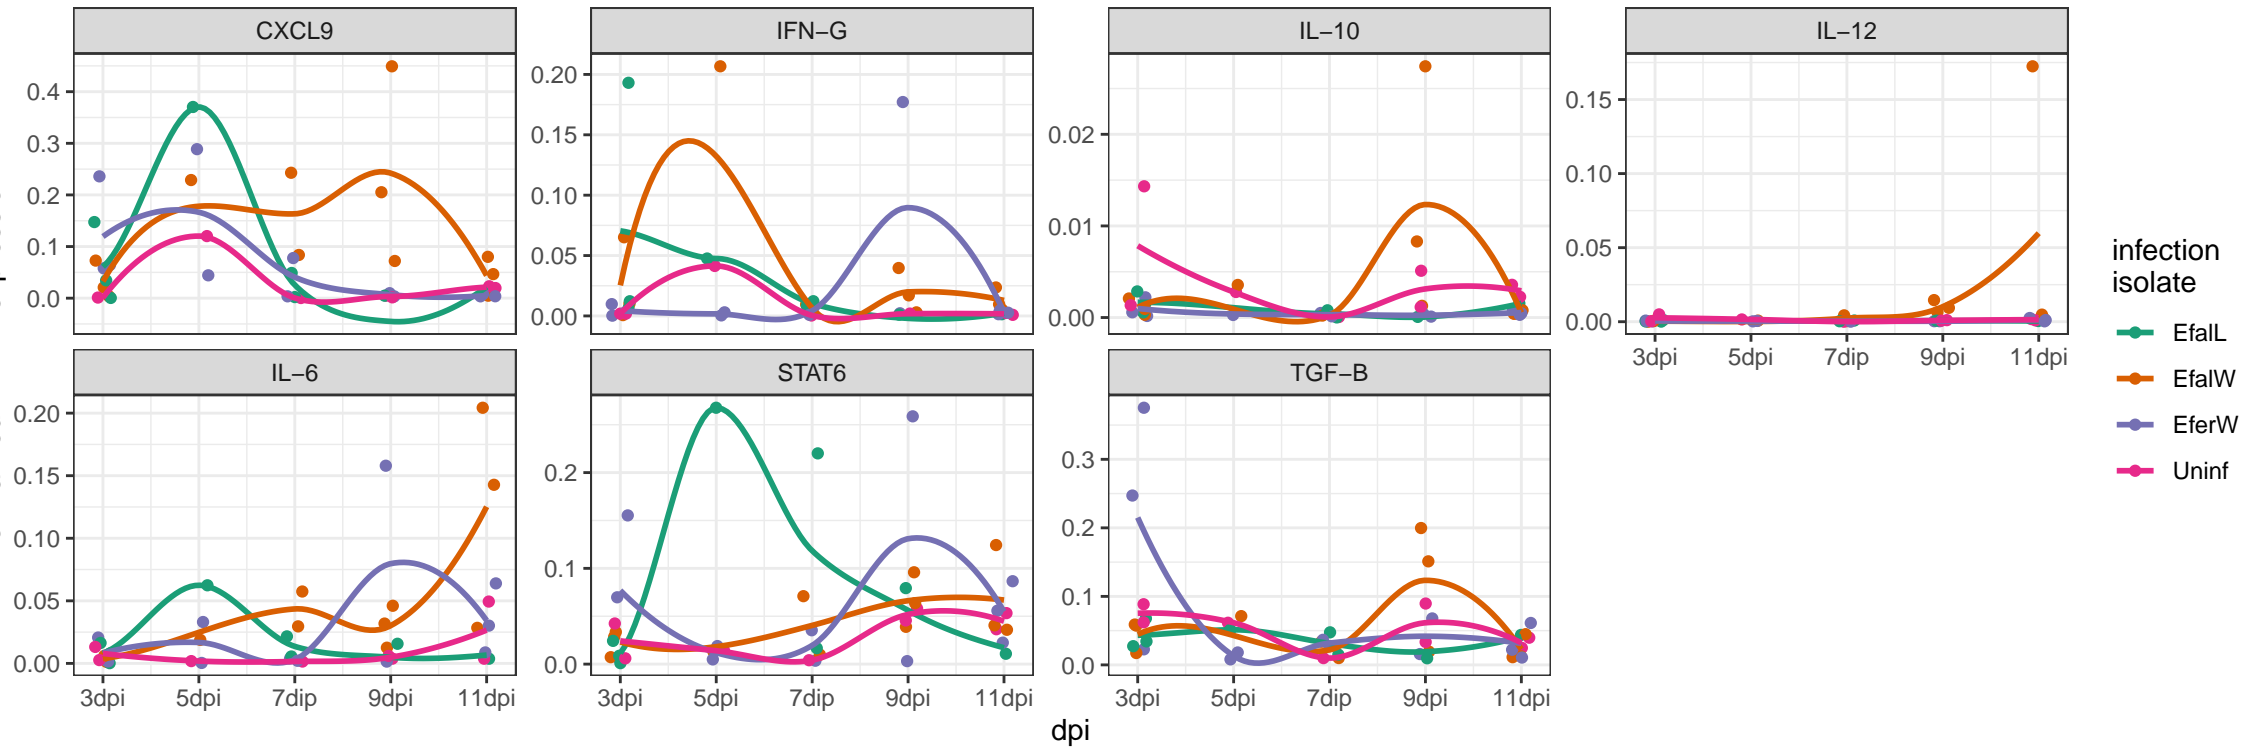 CXCL9 IFN−G IL−10 IL−12
0.4 0.3 0.2 0.1 0.0
0.20 0.15 0.10 0.05 0.00
0.02 0.01 0.00
0.15 0.10 0.05 0.00
3dpi 5dpi 7dip 9dpi 11dpi
IL−6 STAT6 TGF−B
0.20 0.15 0.10 0.05 0.00
0.2 0.1 0.0
0.3 0.2 0.1 0.0
3dpi 5dpi 7dip 9dpi 11dpi
3dpi 5dpi 7dip 9dpi 11dpi
3dpi 5dpi 7dip 9dpi 11dpi
dpi
infection
isolate
EfalL
EfalW
EferW
Uninf